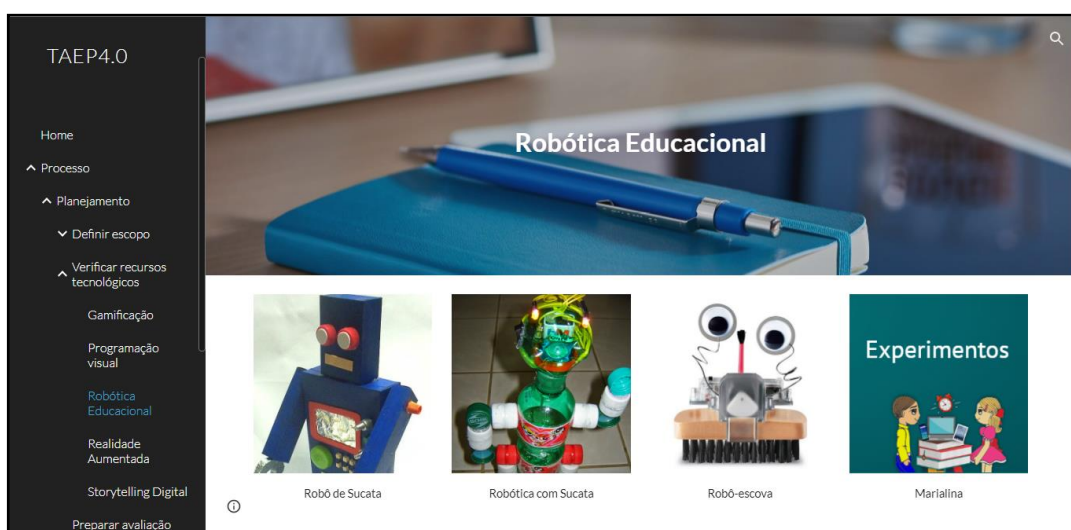 TAEP4.0
Home
Processo
Planejamento
Definir escopo
Verificar recursos
tecnológicos
Gamificação
Programação
visual
Robótica
Educacional
Realidade
Aumentada
Storytelling Digital
Preparar avaliação
Robótica Educacional
Experimentos
Robô de Sucata
Robótica com Sucata
Robô-escova
Marialina